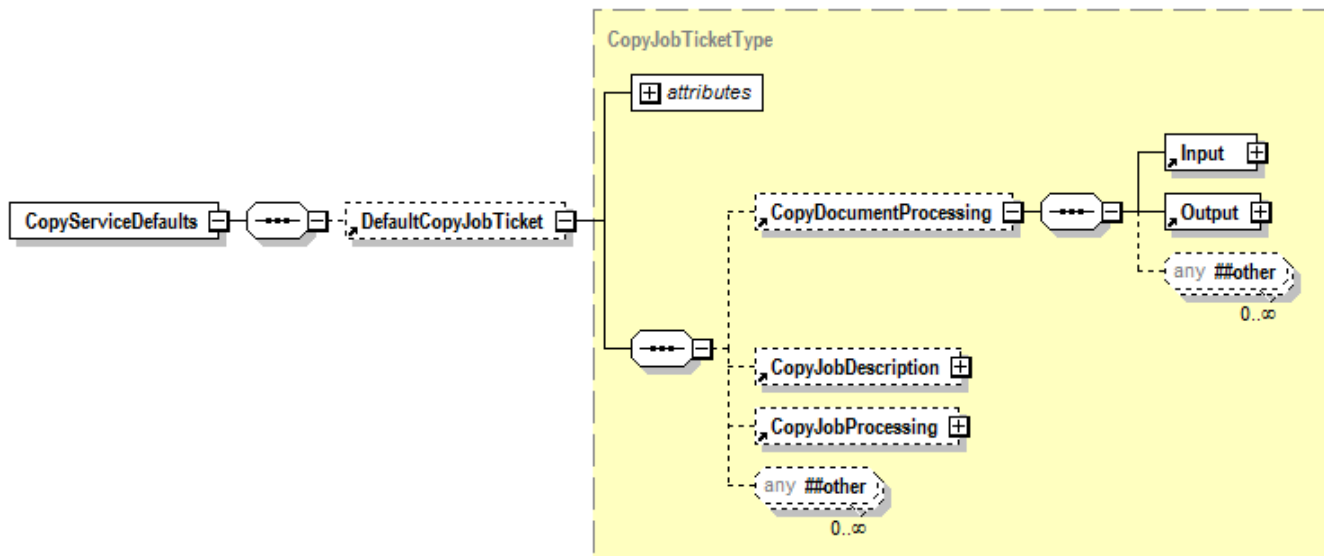 CopyJobTicketType
attributes
Input
CopyServiceDefaults
DefaultCopyJobTicket
CopyDocumentProcessing
Output
any ##other
0..∞
CopyJobDescription
CopyJobProcessing
any ##other
0..∞